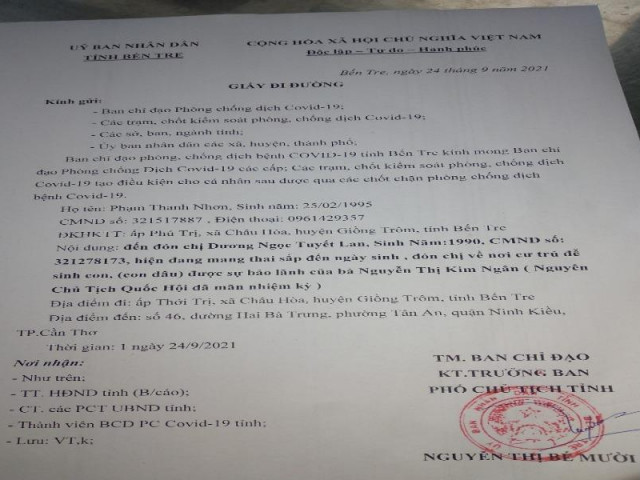 UỶ BAN NHÂN DÂN
TỈNH BẾN TRE
CỘNG HÒA XÃ HỘI CHỦ NGHĨA VIỆT NAM
Độc lập – Tự do – Hạnh phúc
Bến Tre, ngày 24 tháng 9 năm 2021
GIẤY ĐI ĐƯỜNG
Kính gửi:
- Ban chỉ đạo Phòng chống dịch Covid-19;
- Các trạm, chốt kiểm soát phòng, chống dịch Covid-19;
- Các sở, ban, ngành tỉnh;
- Ủy ban nhân dân các xã, huyện, thành phố;
Ban chỉ đạo phòng, chống dịch bệnh COVID-19 tỉnh Bến Tre kính mong Ban chỉ
đạo Phòng chống Dịch Covid-19 các cấp; Các trạm, chốt kiểm soát phòng, chống dịch
Covid-19 tạo điều kiện cho cá nhân sau được qua các chốt chặn phòng chống dịch
bệnh Covid-19.
Họ tên: Phạm Thanh Nhơn, Sinh năm: 25/02/1995
CMND số: 321517887 , Điện thoại: 0961429357
ĐKHKTT: ấp Phú Trị, xã Châu Hòa, huyện Giồng Trôm, tỉnh Bến Tre
Nội dung: đến đón chị Dương Ngọc Tuyết Lan, Sinh Năm:1990, CMND số:
321278173, hiện đang mang thai sắp đến ngày sinh , đón chị về nơi cư trú để
sinh con, (con dâu) được sự bảo lãnh của bà Nguyễn Thị Kim Ngân ( Nguyên
Chủ Tịch Quốc Hội đã mãn nhiệm kỳ )
Địa điểm đi: ấp Thới Trị, xã Châu Hòa, huyện Giồng Trôm, tỉnh Bến Tre
Địa điểm đến: số 46, đường Hai Bà Trưng, phường Tân An, quận Ninh Kiều,
TP.Cần Thơ
Thời gian: 1 ngày 24/9/2021
Nơi nhận:
- Như trên;
- TT. HĐND tỉnh (B/cáo);
- CT, các PCT UBND tỉnh;
- Thành viên BCĐ PC Covid-19 tỉnh;
- Lưu: VT,k;
TM. BAN CHỈ ĐẠO
KT.TRƯỞNG BAN
PHÓ CHỦ TỊCH TỈNH
NGUYỄN THỊ BÉ MƯỜI